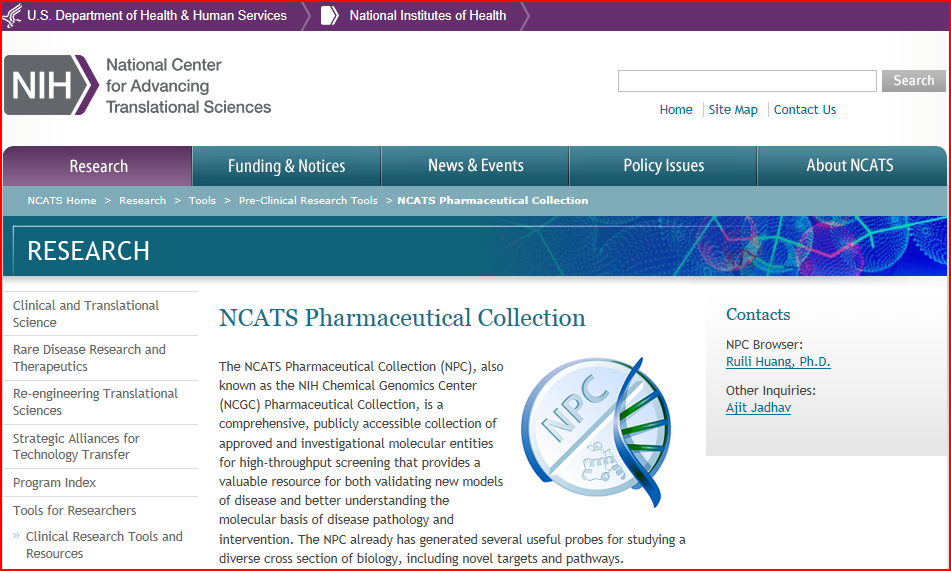 U.S. Department of Health & Human Services
National Institutes of Health
NIH
National Center
for Advancing
Translational Sciences
Search
Home
Site Map
Contact Us
Research
Funding & Notices
News & Events
Policy Issues
About NCATS
NCATS Home > Research > Tools > Pre-Clinical Research Tools > NCATS Pharmaceutical Collection
RESEARCH
Clinical and Translational
Science
Rare Disease Research and
Therapeutics
Re-engineering Translational
Sciences
Strategic Alliances for
Technology Transfer
Program Index
Tools for Researchers
» Clinical Research Tools and
Resources
NCATS Pharmaceutical Collection
The NCATS Pharmaceutical Collection (NPC), also
known as the NIH Chemical Genomics Center
(NCGC) Pharmaceutical Collection, is a
comprehensive, publicly accessible collection of
approved and investigational molecular entities
for high-throughput screening that provides a
valuable resource for both validating new models
of disease and better understanding the
molecular basis of disease pathology and
intervention. The NPC already has generated several useful probes for studying a
diverse cross section of biology, including novel targets and pathways.
NPC
Contacts
NPC Browser:
Ruili Huang, Ph.D.
Other Inquiries:
Ajit Jadhav